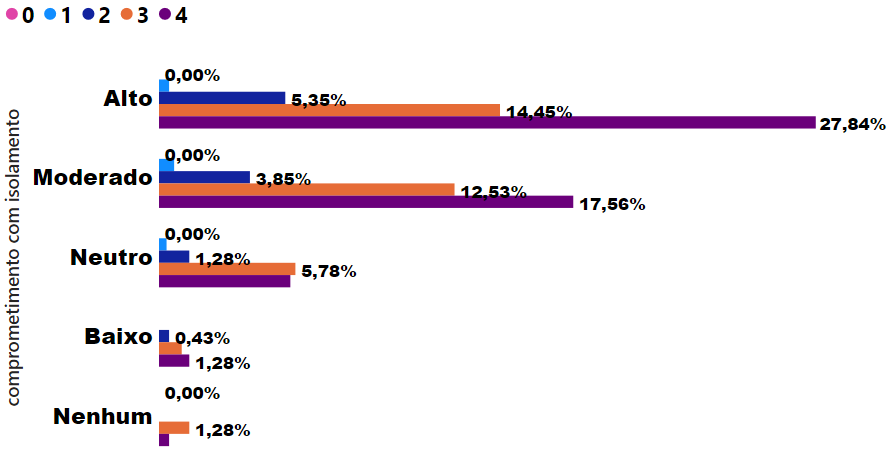 0 1 2 3 4
comprometimento com isolamento
Alto
0,00%
5,35%
14,45%
27,84%
Moderado
0,00%
3,85%
12,53%
17,56%
Neutro
0,00%
1,28%
5,78%
Baixo
0,43%
1,28%
Nenhum
0,00%
1,28%